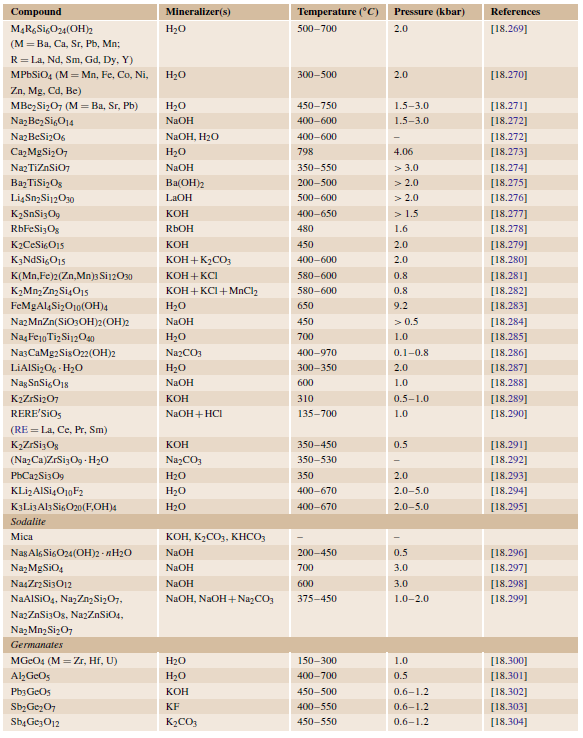 Compound Mineralizer(s) Temperature (°C) Pressure (kbar) References
M₄R₆Si₆O₂₄(OH)₂ H₂O 500–700 2.0 [18.269]
(M = Ba, Ca, Sr, Pb, Mn;
R = La, Nd, Sm, Gd, Dy, Y)
MPbSiO₄ (M = Mn, Fe, Co, Ni, H₂O 300–500 2.0 [18.270]
Zn, Mg, Cd, Be)
MBe₂Si₂O₇ (M = Ba, Sr, Pb) H₂O 450–750 1.5–3.0 [18.271]
Na₂Be₂Si₆O₁₄ NaOH 400–600 1.5–3.0 [18.272]
Na₂BeSi₂O₆ NaOH, H₂O 400–600 – [18.272]
Ca₂MgSi₂O₇ H₂O 798 4.06 [18.273]
Na₂TiZnSiO₇ NaOH 350–550 > 3.0 [18.274]
Ba₂TiSi₂O₈ Ba(OH)₂ 200–500 > 2.0 [18.275]
Li₄Sn₂Si₁₂O₃₀ LaOH 500–600 > 2.0 [18.276]
K₂SnSi₃O₉ KOH 400–650 > 1.5 [18.277]
RbFeSi₃O₈ RbOH 480 1.6 [18.278]
K₂CeSi₆O₁₅ KOH 450 2.0 [18.279]
K₃NdSi₆O₁₅ KOH + K₂CO₃ 400–600 2.0 [18.280]
K(Mn,Fe)₂(Zn,Mn)₃Si₁₂O₃₀ KOH + KCl 580–600 0.8 [18.281]
K₂Mn₂Zn₂Si₄O₁₅ KOH + KCl + MnCl₂ 580–600 0.8 [18.282]
FeMgAl₄Si₂O₁₀(OH)₄ H₂O 650 9.2 [18.283]
Na₂MnZn(SiO₃OH)₂(OH)₂ NaOH 450 > 0.5 [18.284]
Na₄Fe₁₀Ti₂Si₁₂O₄₀ H₂O 700 1.0 [18.285]
Na₃CaMg₂Si₈O₂₂(OH)₂ Na₂CO₃ 400–970 0.1–0.8 [18.286]
LiAlSi₂O₆ · H₂O H₂O 300–350 2.0 [18.287]
Na₈SnSi₆O₁₈ NaOH 600 1.0 [18.288]
K₂ZrSi₂O₇ KOH 310 0.5–1.0 [18.289]
RERE′SiO₅ NaOH + HCl 135–700 1.0 [18.290]
(RE = La, Ce, Pr, Sm)
K₂ZrSi₃O₈ KOH 350–450 0.5 [18.291]
(Na₂Ca)ZrSi₃O₉ · H₂O Na₂CO₃ 350–530 – [18.292]
PbCa₂Si₃O₉ H₂O 350 2.0 [18.293]
KLi₂AlSi₄O₁₀F₂ H₂O 400–670 2.0–5.0 [18.294]
K₃Li₃Al₃Si₆O₂₀(F,OH)₄ H₂O 400–670 2.0–5.0 [18.295]
Sodalite
Mica KOH, K₂CO₃, KHCO₃ – –
Na₈Al₆Si₆O₂₄(OH)₂ · nH₂O NaOH 200–450 0.5 [18.296]
Na₂MgSiO₄ NaOH 700 3.0 [18.297]
Na₄Zr₂Si₃O₁₂ NaOH 600 3.0 [18.298]
NaAlSiO₄, Na₂Zn₂Si₂O₇, NaOH, NaOH + Na₂CO₃ 375–450 1.0–2.0 [18.299]
Na₂ZnSi₃O₈, Na₂ZnSiO₄,
Na₂Mn₂Si₂O₇
Germanates
MGeO₄ (M = Zr, Hf, U) H₂O 150–300 1.0 [18.300]
Al₂GeO₅ H₂O 400–700 0.5 [18.301]
Pb₃GeO₅ KOH 450–500 0.6–1.2 [18.302]
Sb₂Ge₂O₇ KF 400–550 0.6–1.2 [18.303]
Sb₄Ge₃O₁₂ K₂CO₃ 450–550 0.6–1.2 [18.304]